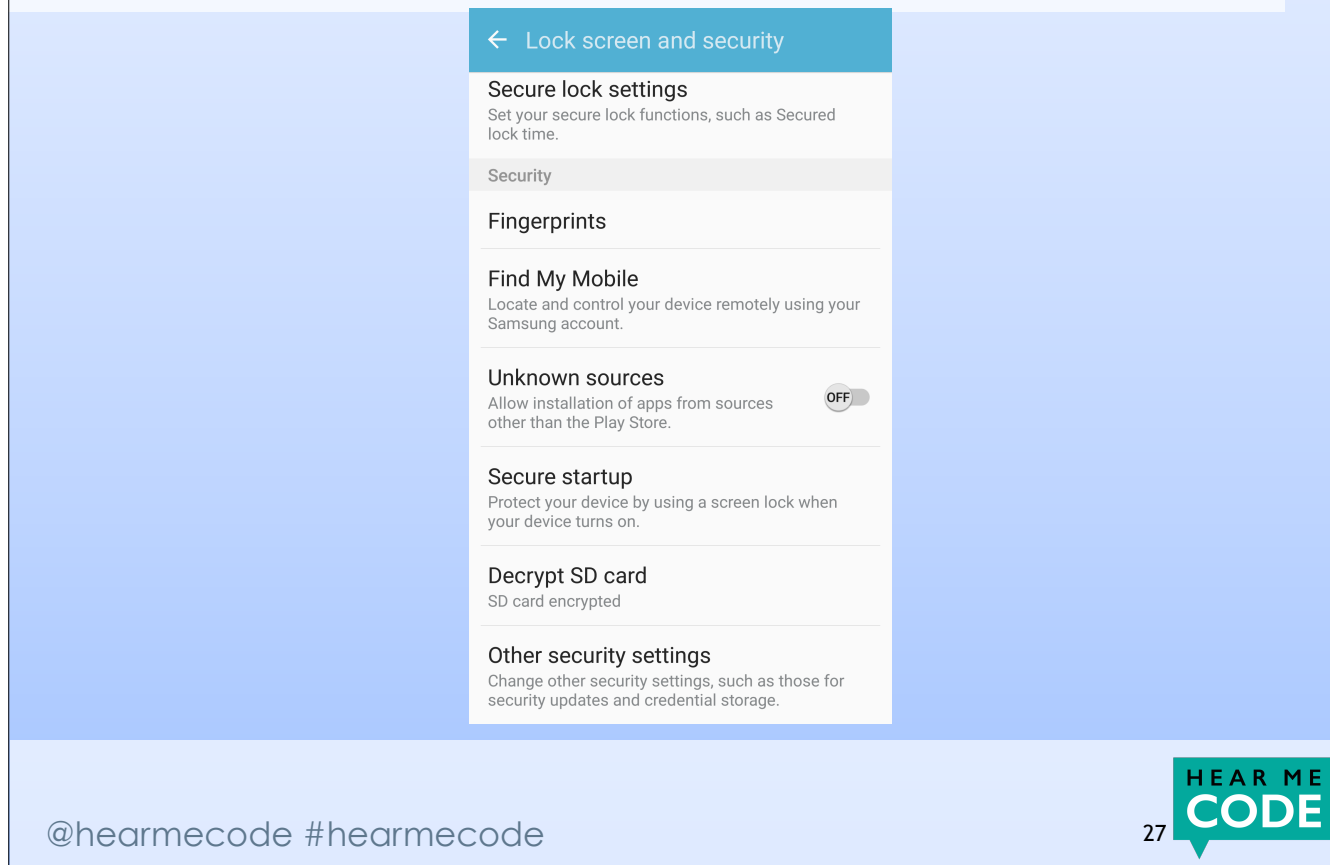 Lock screen and security
Secure lock settings
Set your secure lock functions, such as Secured
lock time.
Security
Fingerprints
Find My Mobile
Locate and control your device remotely using your
Samsung account.
Unknown sources
Allow installation of apps from sources
other than the Play Store.
OFF
Secure startup
Protect your device by using a screen lock when
your device turns on.
Decrypt SD card
SD card encrypted
Other security settings
Change other security settings, such as those for
security updates and credential storage.
@hearmecode #hearmecode
27
HEAR ME
CODE